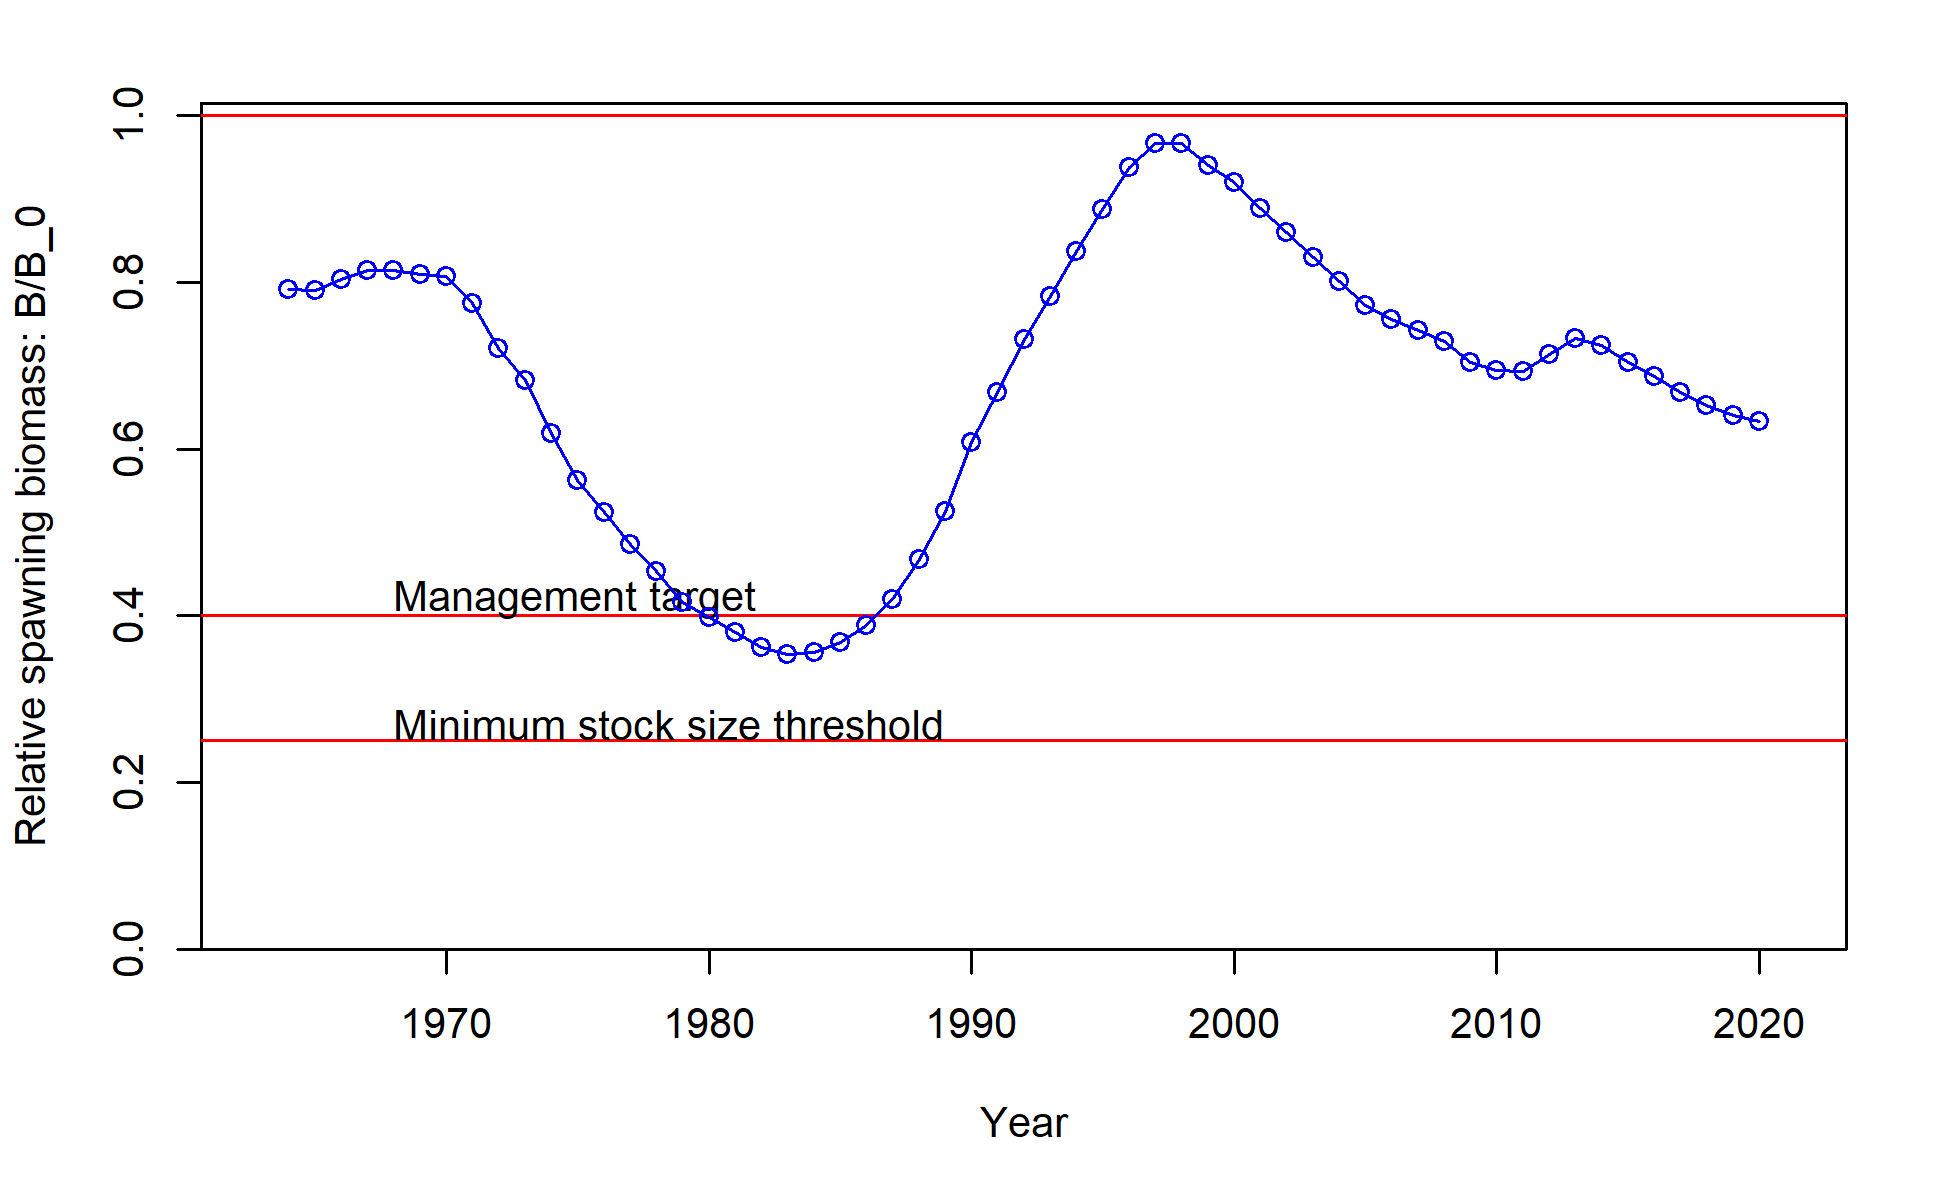 Relative spawning biomass: B/B_0
1.0
0.8
0.6
0.4
0.2
0.0
Management target
Minimum stock size threshold
1970 1980 1990 2000 2010 2020
Year